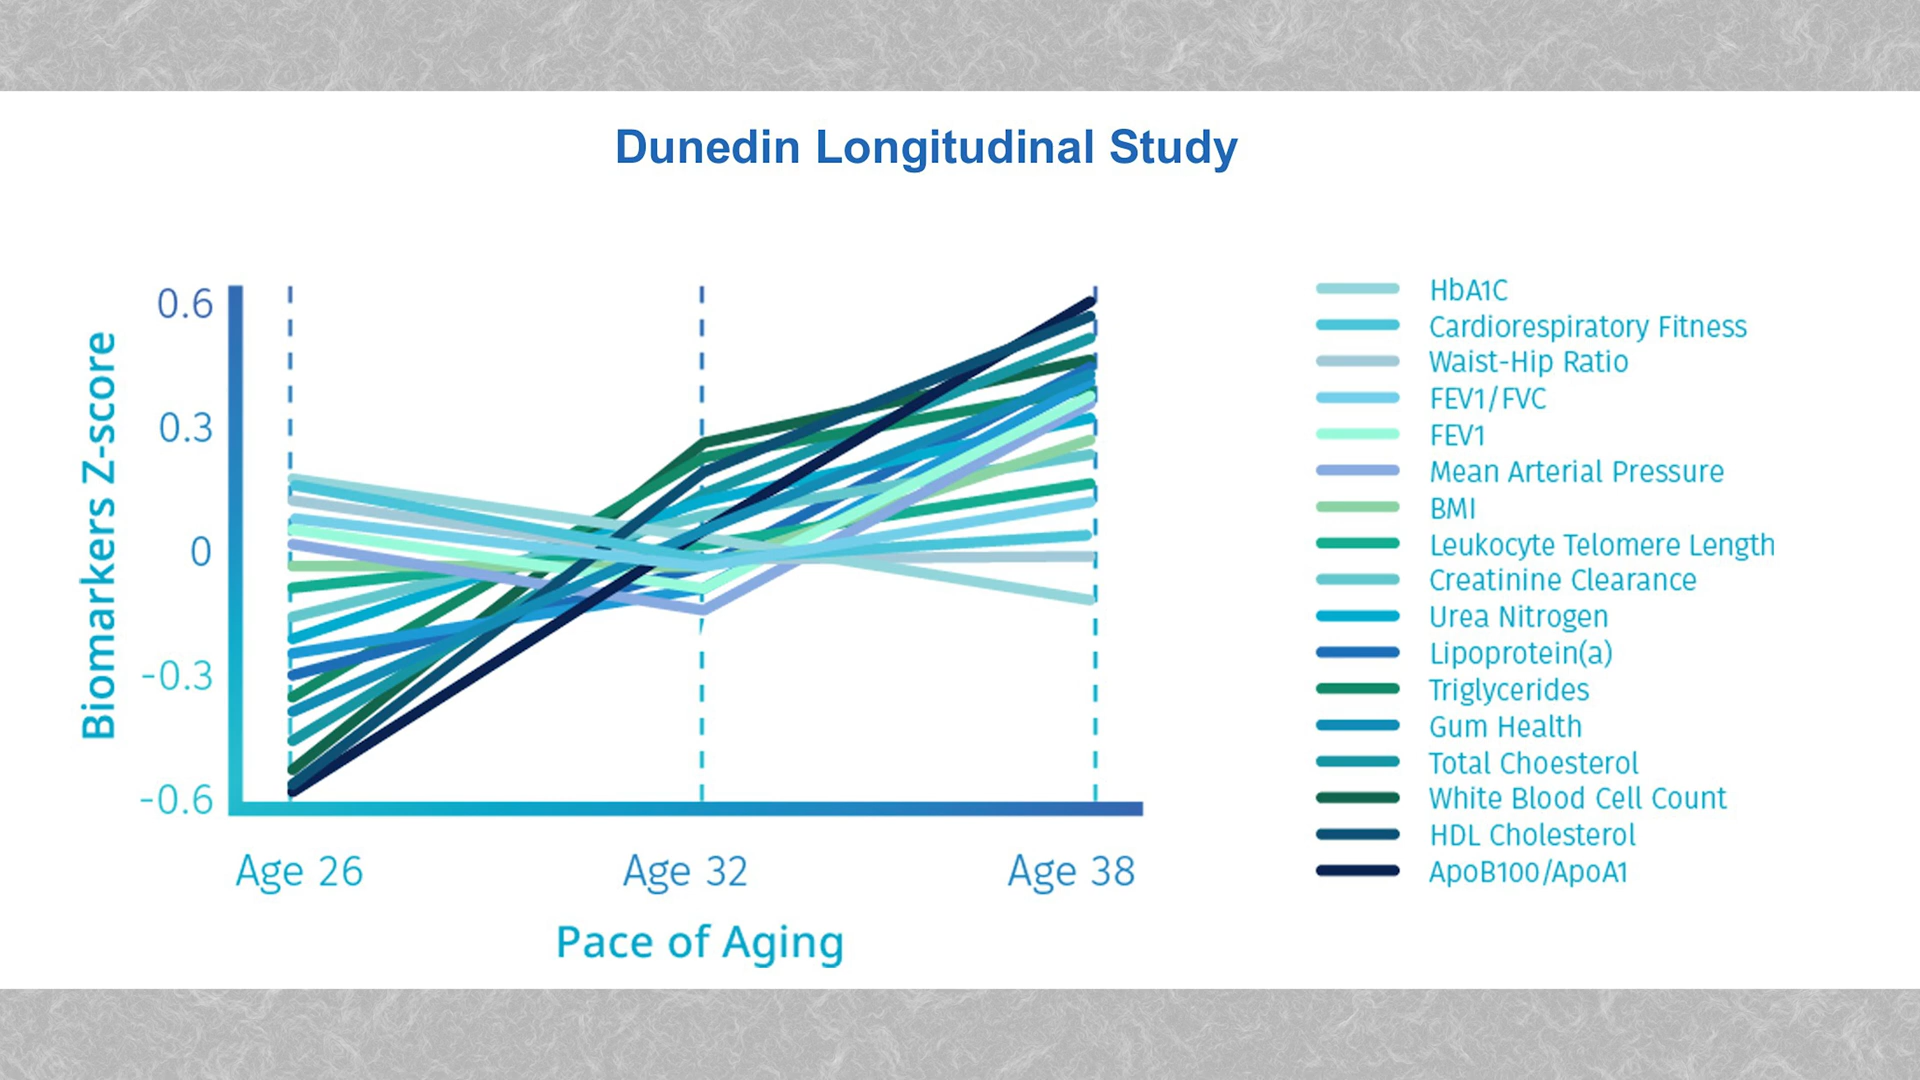 Dunedin Longitudinal Study
Biomarkers Z-score
0.6
0.3
0
-0.3
-0.6
Age 26
Age 32
Age 38
Pace of Aging
HbA1C
Cardiorespiratory Fitness
Waist-Hip Ratio
FEV1/FVC
FEV1
Mean Arterial Pressure
BMI
Leukocyte Telomere Length
Creatinine Clearance
Urea Nitrogen
Lipoprotein(a)
Triglycerides
Gum Health
Total Choesterol
White Blood Cell Count
HDL Cholesterol
ApoB100/ApoA1